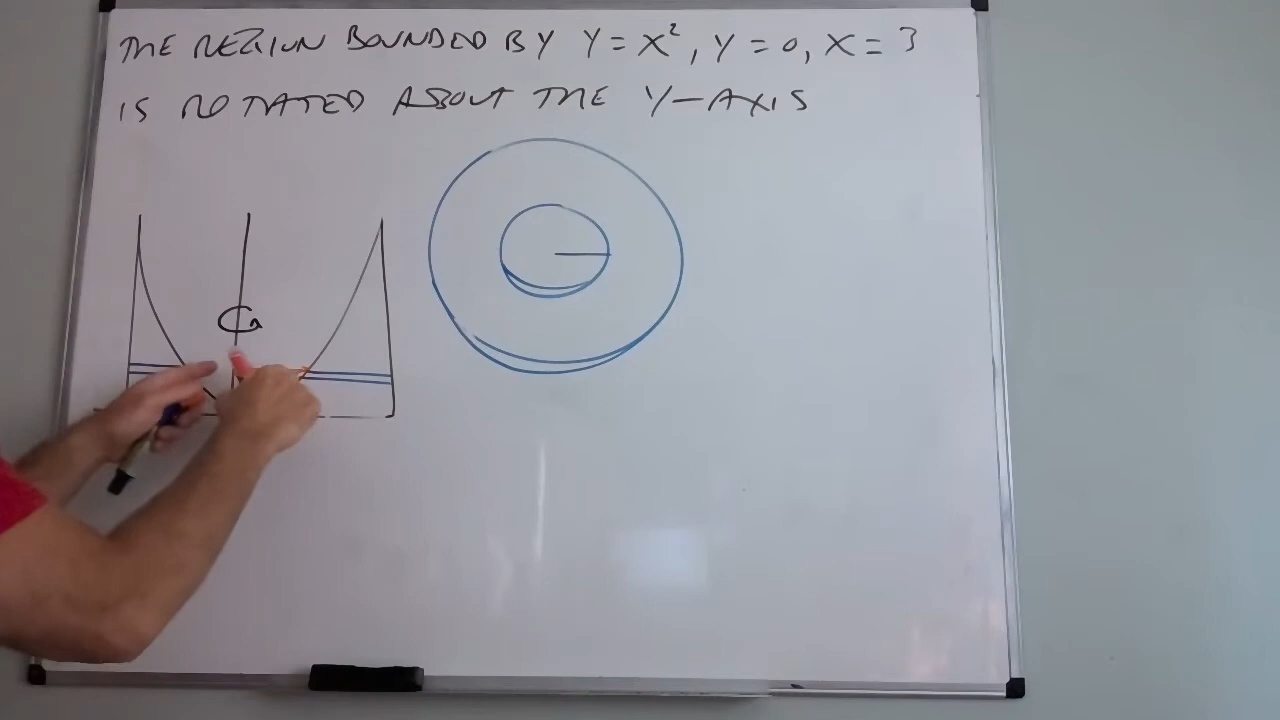 THE REGION BOUNDED BY Y = X², Y = 0, X = 3
IS ROTATED ABOUT THE Y-AXIS